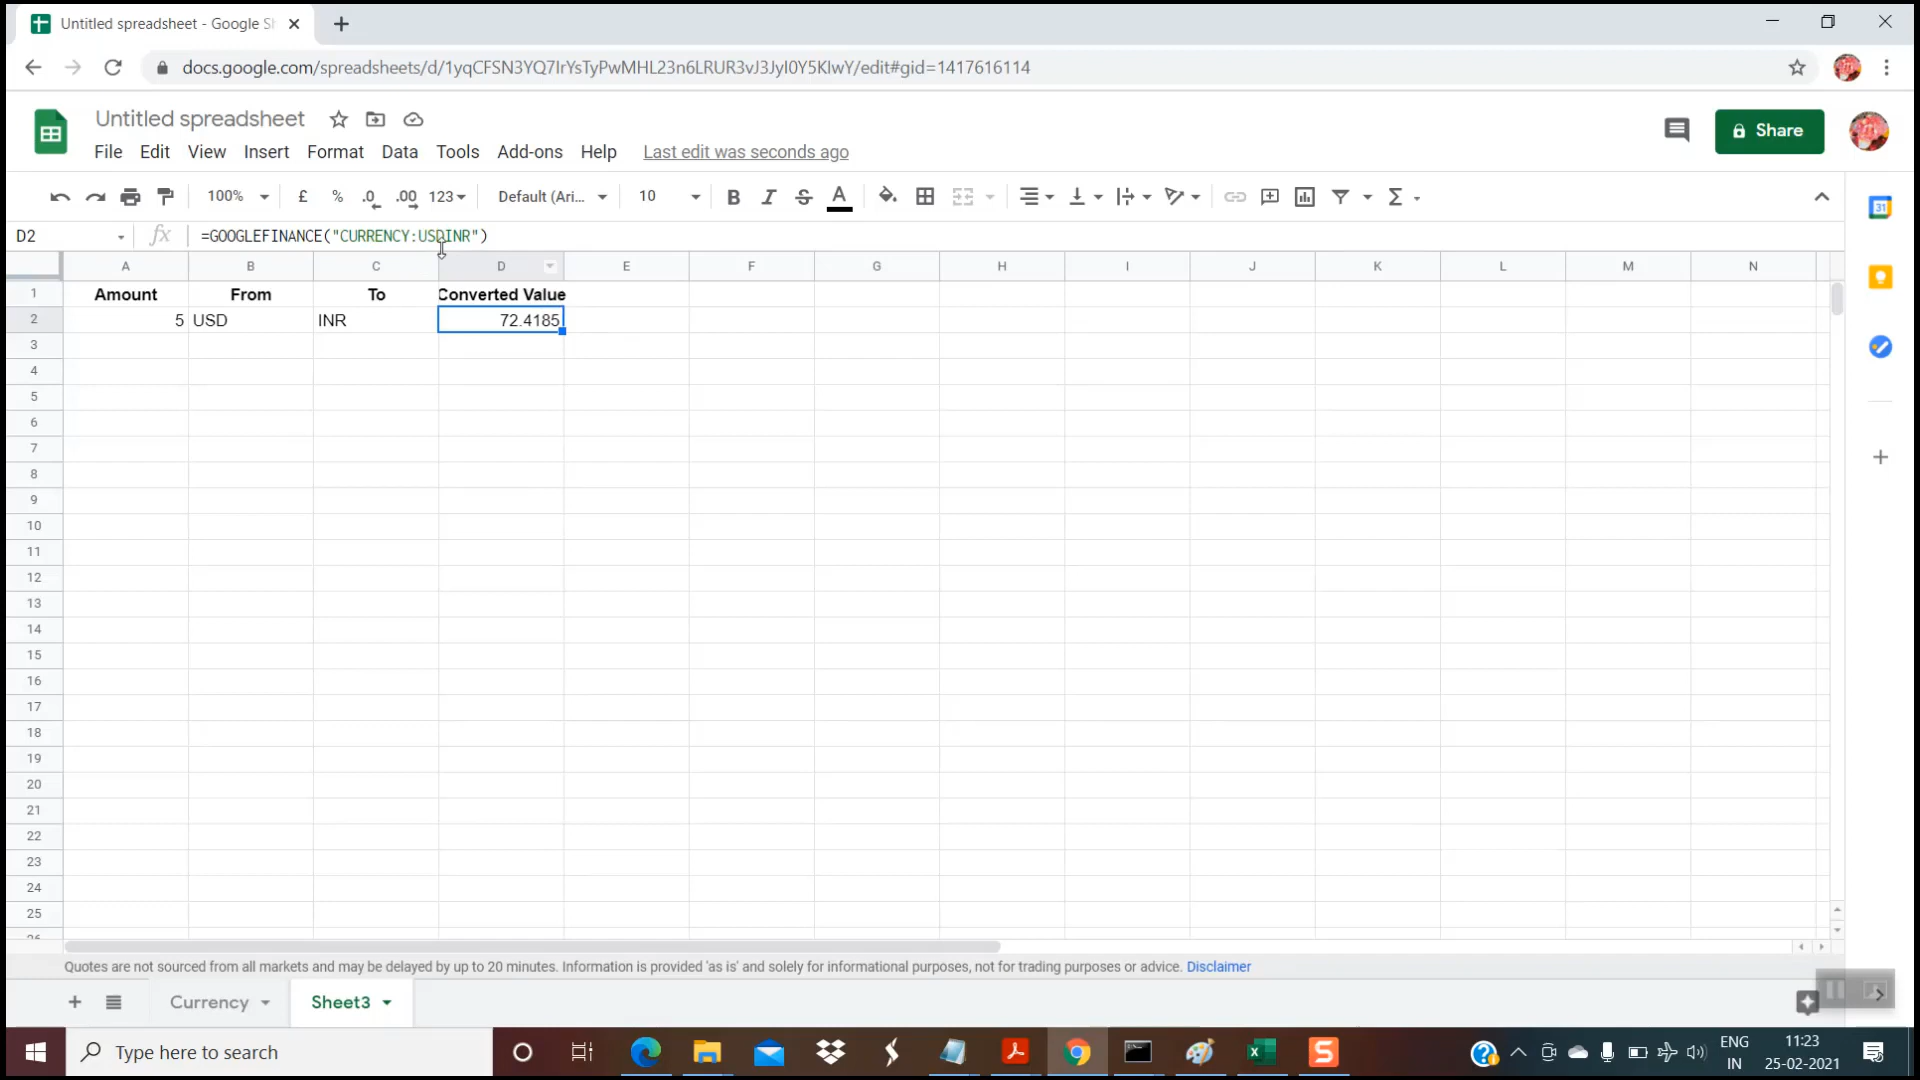 Untitled spreadsheet - Google S
docs.google.com/spreadsheets/d/1yqCFSN3YQ7IrYsTyPwMHL23n6LRUR3vJ3JyI0Y5KIwY/edit#gid=1417616114
Untitled spreadsheet
File Edit View Insert Format Data Tools Add-ons Help Last edit was seconds ago
Share
100% £ % .0 .00 123 Default (Ari... 10 B I S A Σ
31
D2 fx =GOOGLEFINANCE("CURRENCY:USDINR")
A B C D E F G H I J K L M N
1 Amount From To Converted Value
2 5 USD INR 72.4185
3
4
5
6
7
8
9
10
11
12
13
14
15
16
17
18
19
20
21
22
23
24
25
26
Quotes are not sourced from all markets and may be delayed by up to 20 minutes. Information is provided 'as is' and solely for informational purposes, not for trading purposes or advice. Disclaimer
Currency Sheet3
Type here to search
ENG 11:23
IN 25-02-2021